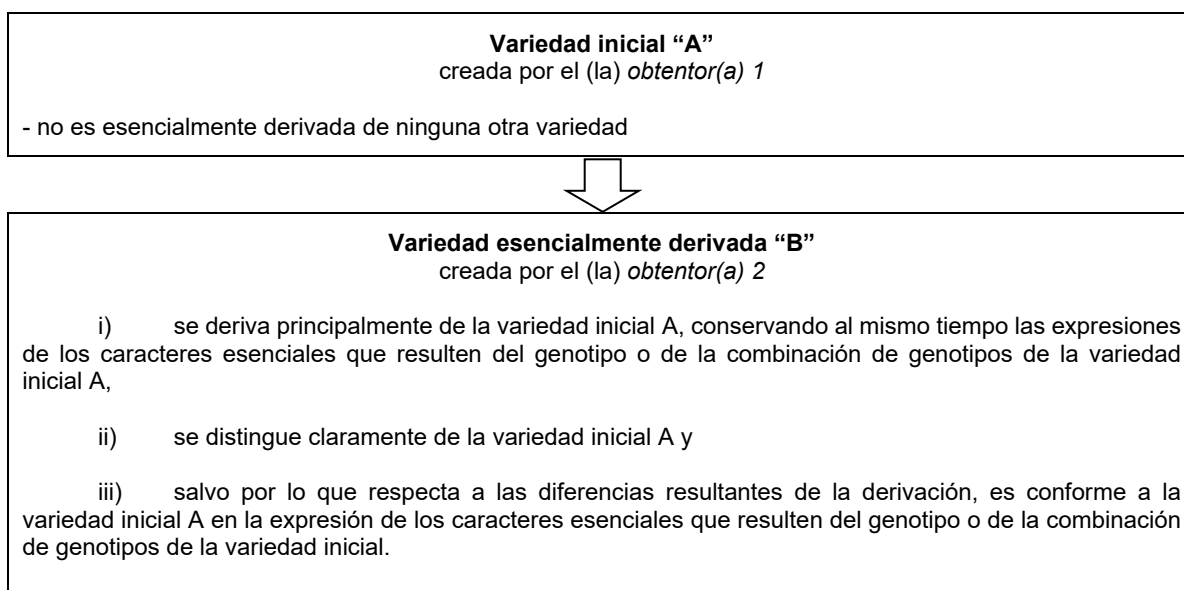 Variedad inicial “A”
creada por el (la) obtentor(a) 1
- no es esencialmente derivada de ninguna otra variedad
Variedad esencialmente derivada “B”
creada por el (la) obtentor(a) 2
i) se deriva principalmente de la variedad inicial A, conservando al mismo tiempo las expresiones
de los caracteres esenciales que resulten del genotipo o de la combinación de genotipos de la variedad
inicial A,
ii) se distingue claramente de la variedad inicial A y
iii) salvo por lo que respecta a las diferencias resultantes de la derivación, es conforme a la
variedad inicial A en la expresión de los caracteres esenciales que resulten del genotipo o de la combinación
de genotipos de la variedad inicial.